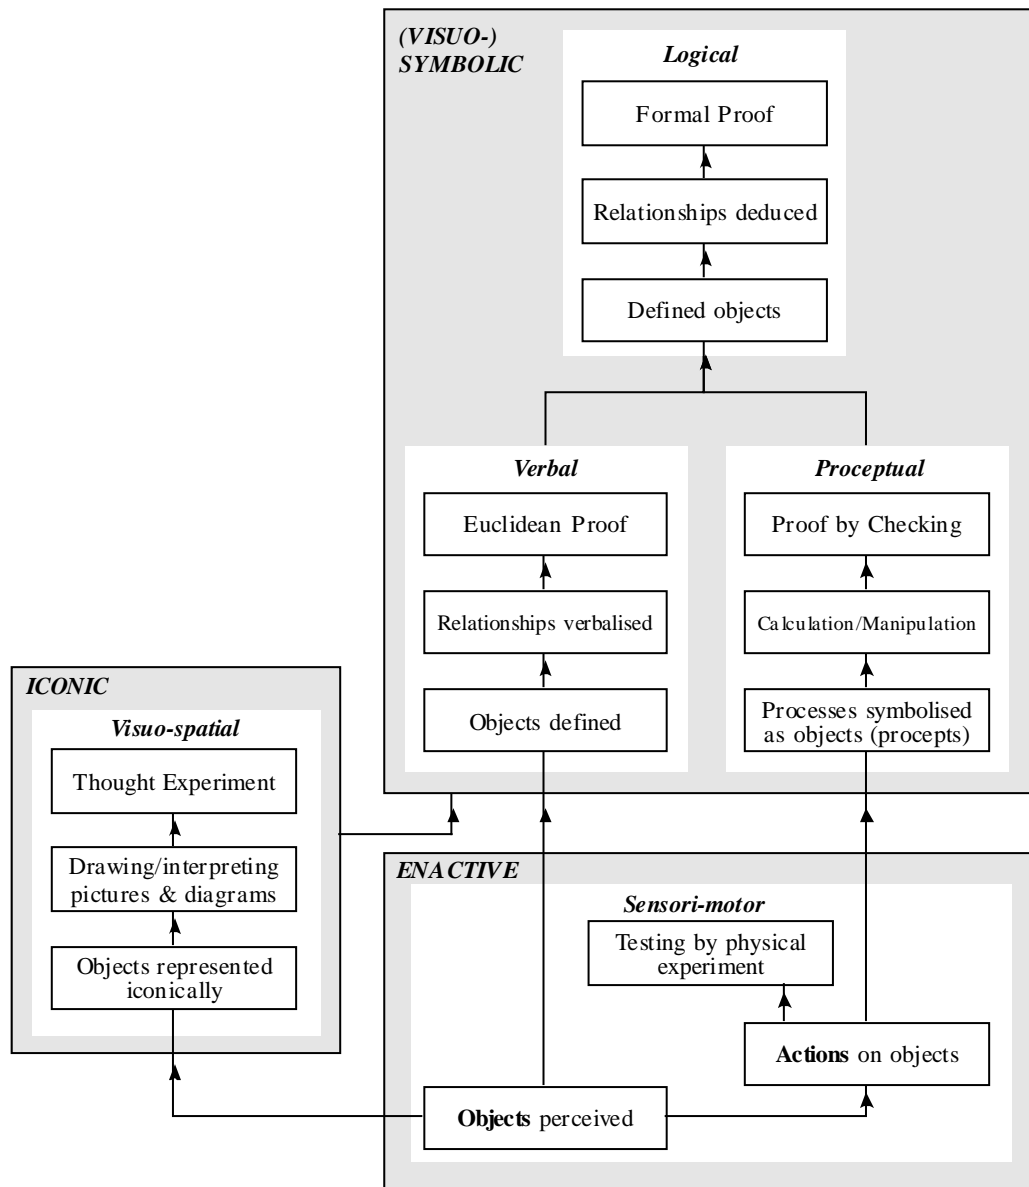 (VISUO-)
SYMBOLIC
Logical
Formal Proof
Relationships deduced
Defined objects
Verbal
Euclidean Proof
Relationships verbalised
Objects defined
Proceptual
Proof by Checking
Calculation/Manipulation
Processes symbolised
as objects (procepts)
ICONIC
Visuo-spatial
Thought Experiment
Drawing/interpreting
pictures & diagrams
Objects represented
iconically
ENACTIVE
Sensori-motor
Testing by physical
experiment
Actions on objects
Objects perceived